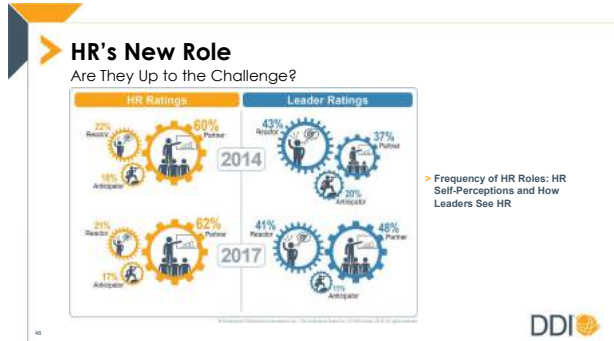 HR's New Role
Are They Up to the Challenge?
HR Ratings
Leader Ratings
22%
Reactor
60%
Partner
18%
Anticipator
43%
Reactor
37%
Partner
20%
Anticipator
2014
21%
Reactor
62%
Partner
17%
Anticipator
41%
Reactor
48%
Partner
11%
Anticipator
2017
> Frequency of HR Roles: HR
Self-Perceptions and How
Leaders See HR
DDI